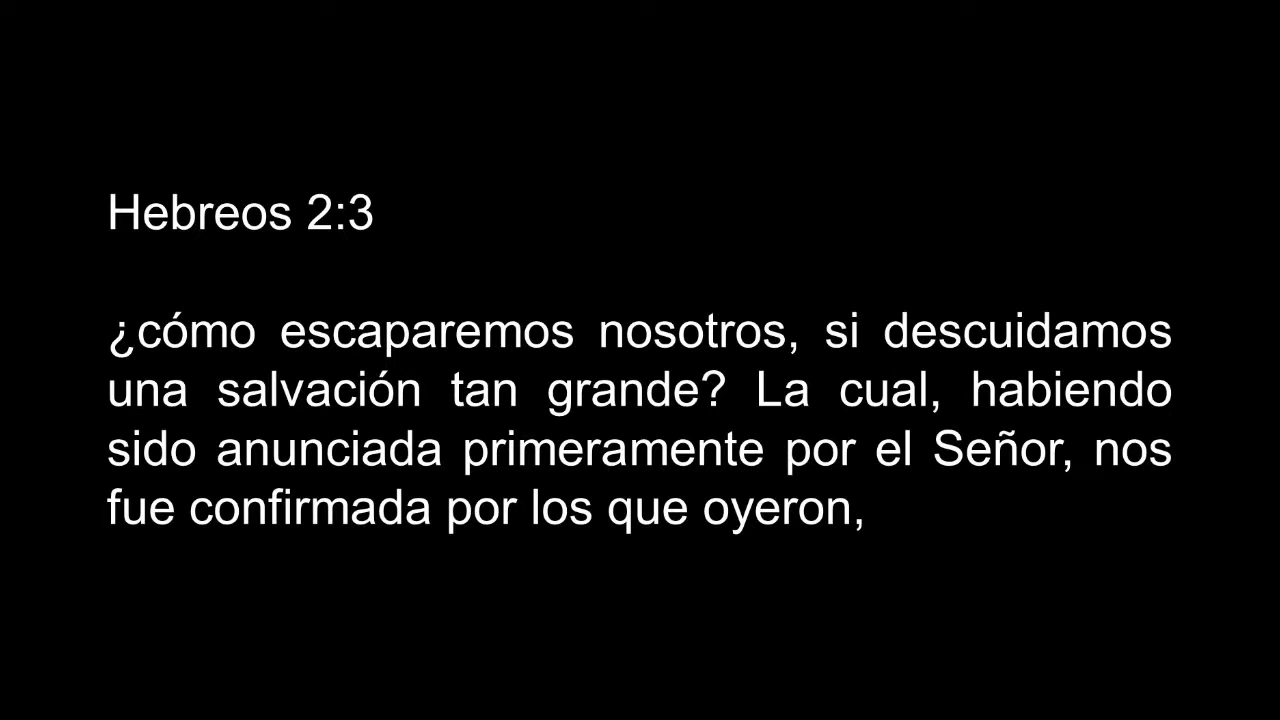 Hebreos 2:3
¿cómo escaparemos nosotros, si descuidamos
una salvación tan grande? La cual, habiendo
sido anunciada primeramente por el Señor, nos
fue confirmada por los que oyeron,